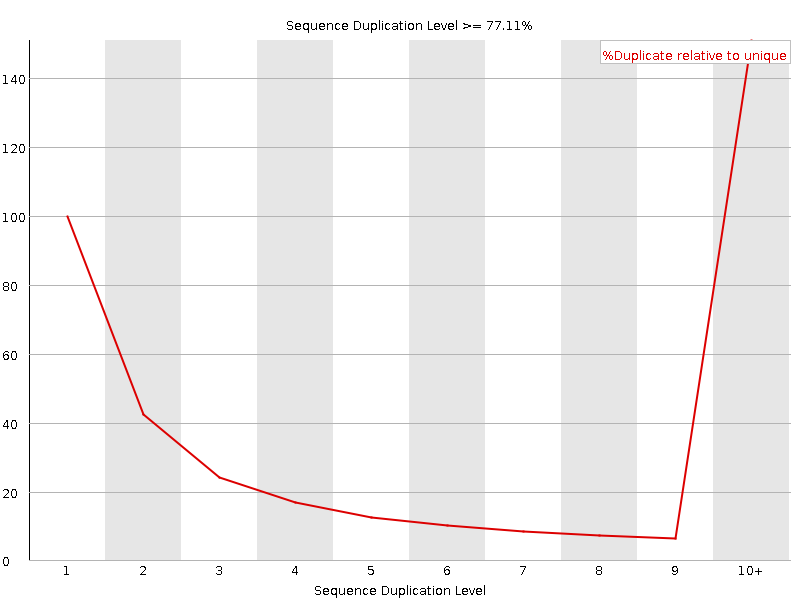 Sequence Duplication Level >= 77.11%
%Duplicate relative to unique
140
120
100
80
60
40
20
0
1 2 3 4 5 6 7 8 9 10+
Sequence Duplication Level